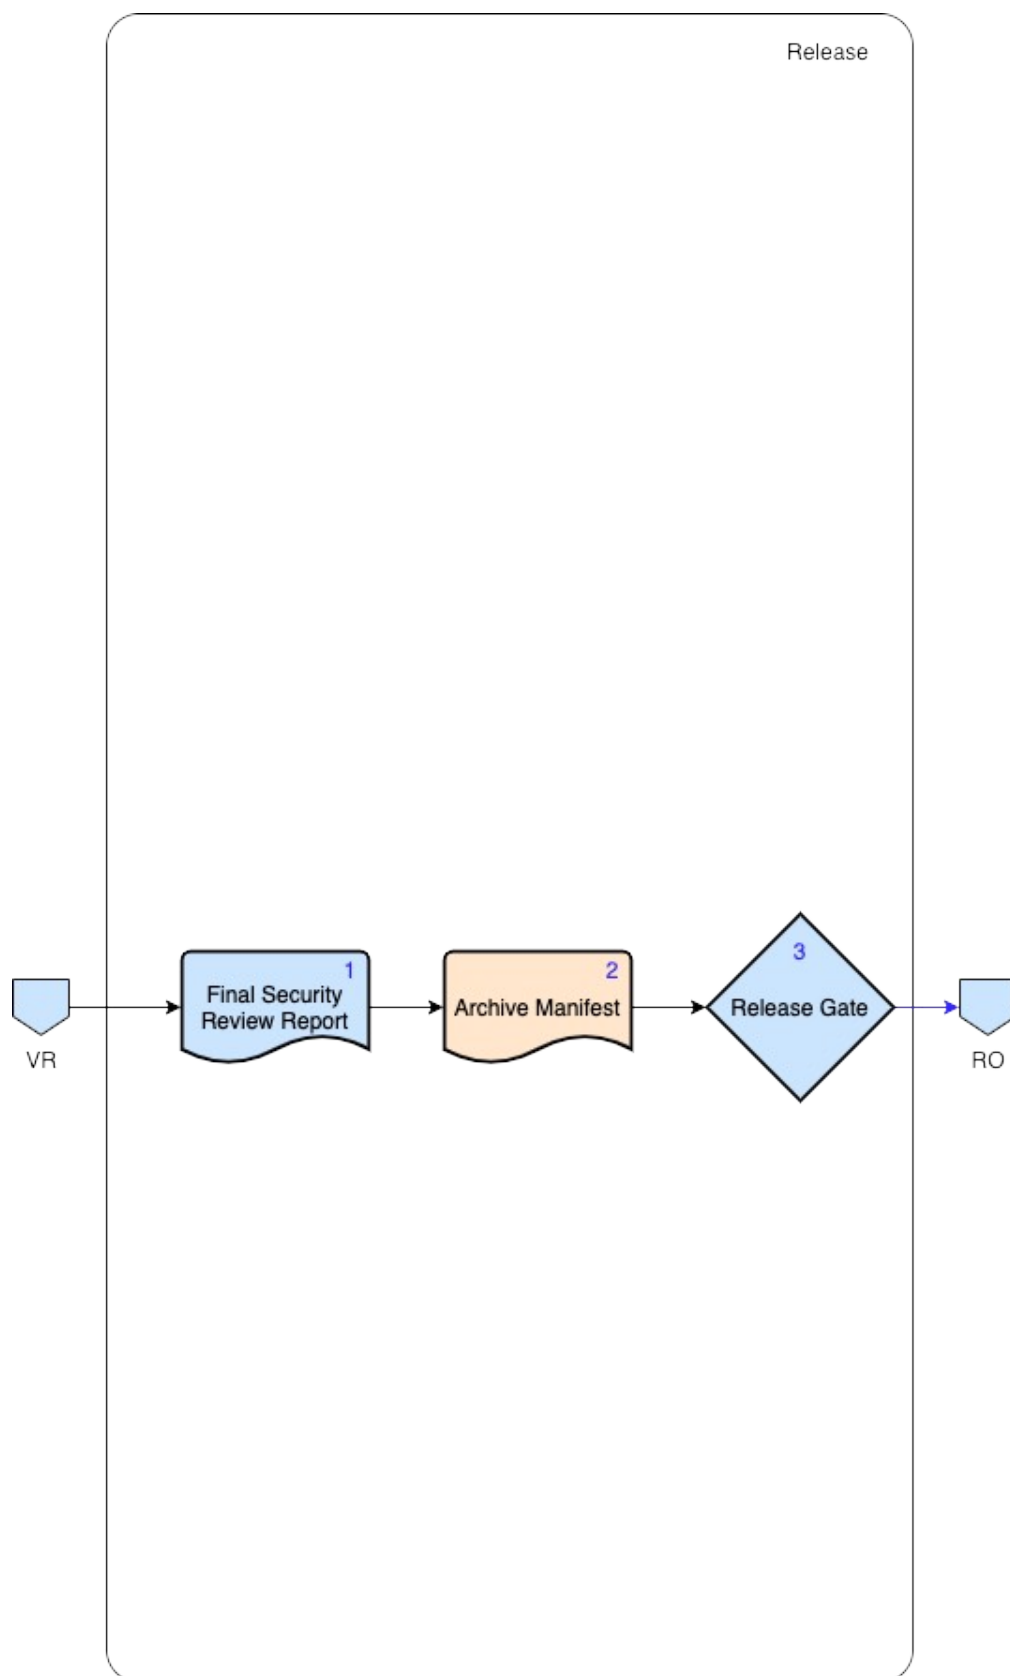 Release
1
Final Security
Review Report
2
Archive Manifest
3
Release Gate
VR
RO